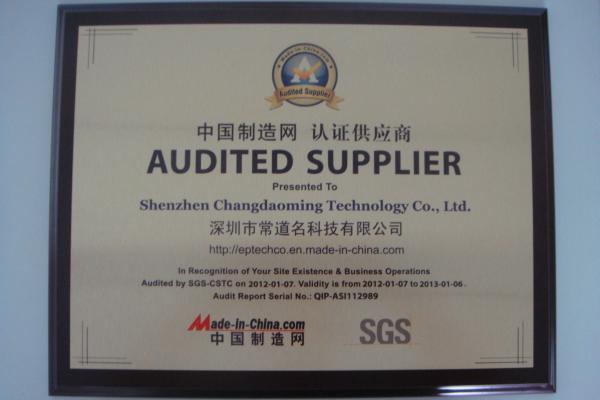 Made-in-China.com
Audited Supplier
中国制造网 认证供应商
AUDITED SUPPLIER
Presented To
Shenzhen Changdaoming Technology Co., Ltd.
深圳市常道名科技有限公司
http://eptechco.en.made-in-china.com
In Recognition of Your Site Existence & Business Operations
Audited by SGS-CSTC on 2012-01-07. Validity is from 2012-01-07 to 2013-01-06.
Audit Report Serial No.: QIP-ASI112989
Made-in-China.com
中国制造网
SGS